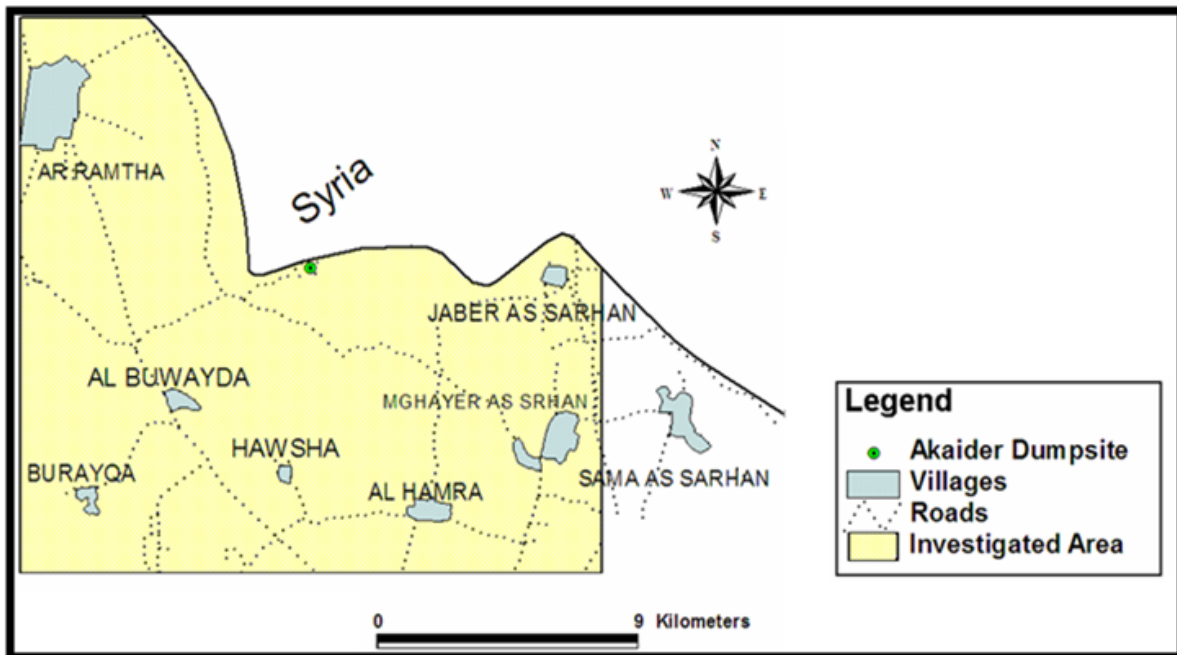 AR RAMTHA
Syria
N
W E
S
JABER AS SARHAN
AL BUWAYDA
MGHAYER AS SRHAN
HAWSHA
BURAYQA
AL HAMRA
SAMA AS SARHAN
Legend
Akaider Dumpsite
Villages
Roads
Investigated Area
0 9 Kilometers